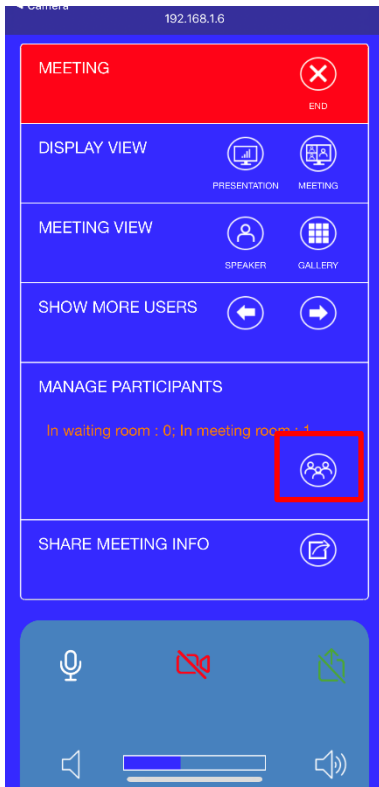 ◂ Camera
192.168.1.6
MEETING
END
DISPLAY VIEW
PRESENTATION
MEETING
MEETING VIEW
SPEAKER
GALLERY
SHOW MORE USERS
MANAGE PARTICIPANTS
In waiting room : 0; In meeting room : 1
SHARE MEETING INFO